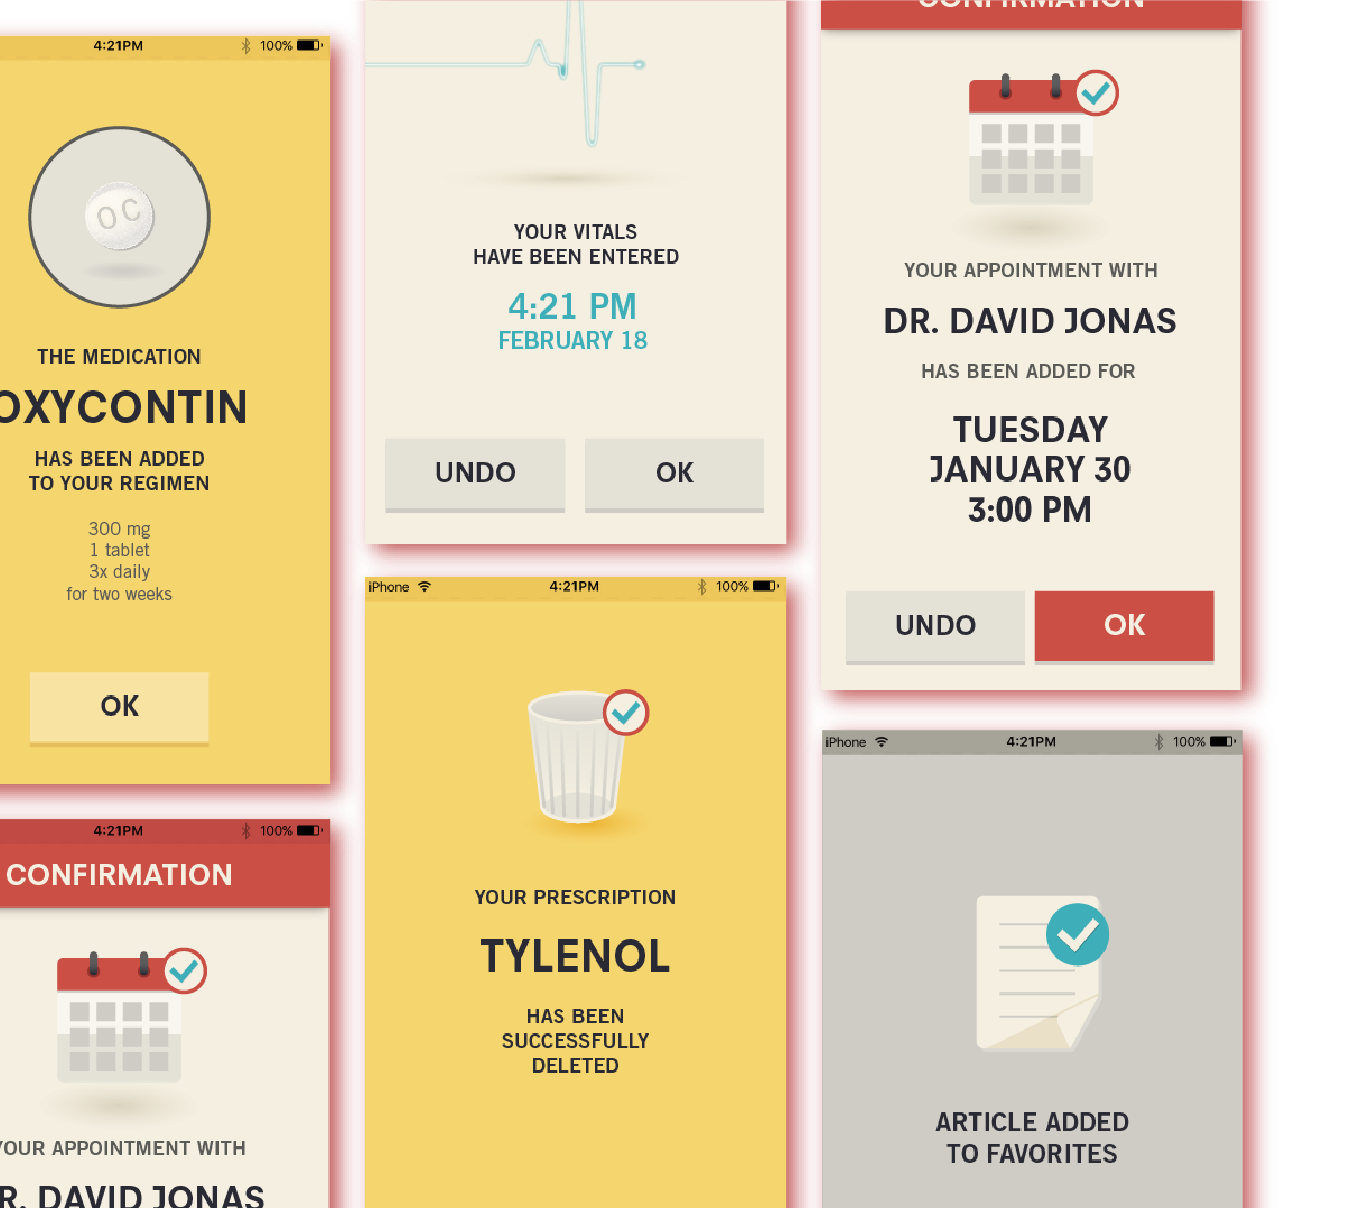 4:21PM 100%
OC
THE MEDICATION
OXYCONTIN
HAS BEEN ADDED
TO YOUR REGIMEN
300 mg
1 tablet
3x daily
for two weeks
OK
4:21PM 100%
CONFIRMATION
YOUR APPOINTMENT WITH
DR. DAVID JONAS
YOUR VITALS
HAVE BEEN ENTERED
4:21 PM
FEBRUARY 18
UNDO OK
iPhone 4:21PM 100%
YOUR PRESCRIPTION
TYLENOL
HAS BEEN
SUCCESSFULLY
DELETED
CONFIRMATION
YOUR APPOINTMENT WITH
DR. DAVID JONAS
HAS BEEN ADDED FOR
TUESDAY
JANUARY 30
3:00 PM
UNDO OK
iPhone 4:21PM 100%
ARTICLE ADDED
TO FAVORITES